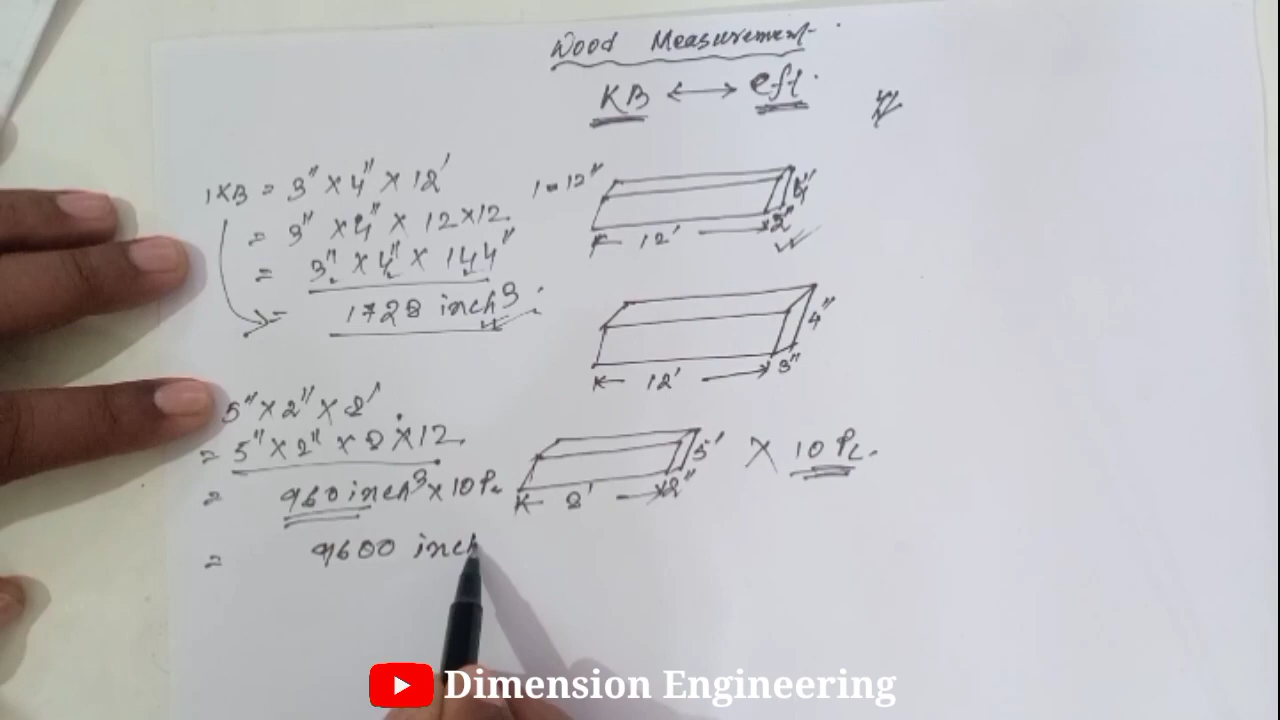 Wood Measurement
KB ↔ cft.
1KB = 3" × 4" × 12'
= 3" × 4" × 12×12
= 3" × 4" × 144"
= 1728 inch³
1 = 12"
12'
2"
12'
3"
4"
5" × 2" × 8'
= 5" × 2" × 8 × 12
= 960 inch³ × 10 Pc
= 9600 inch
8'
2"
5'
× 10 Pc.
Dimension Engineering